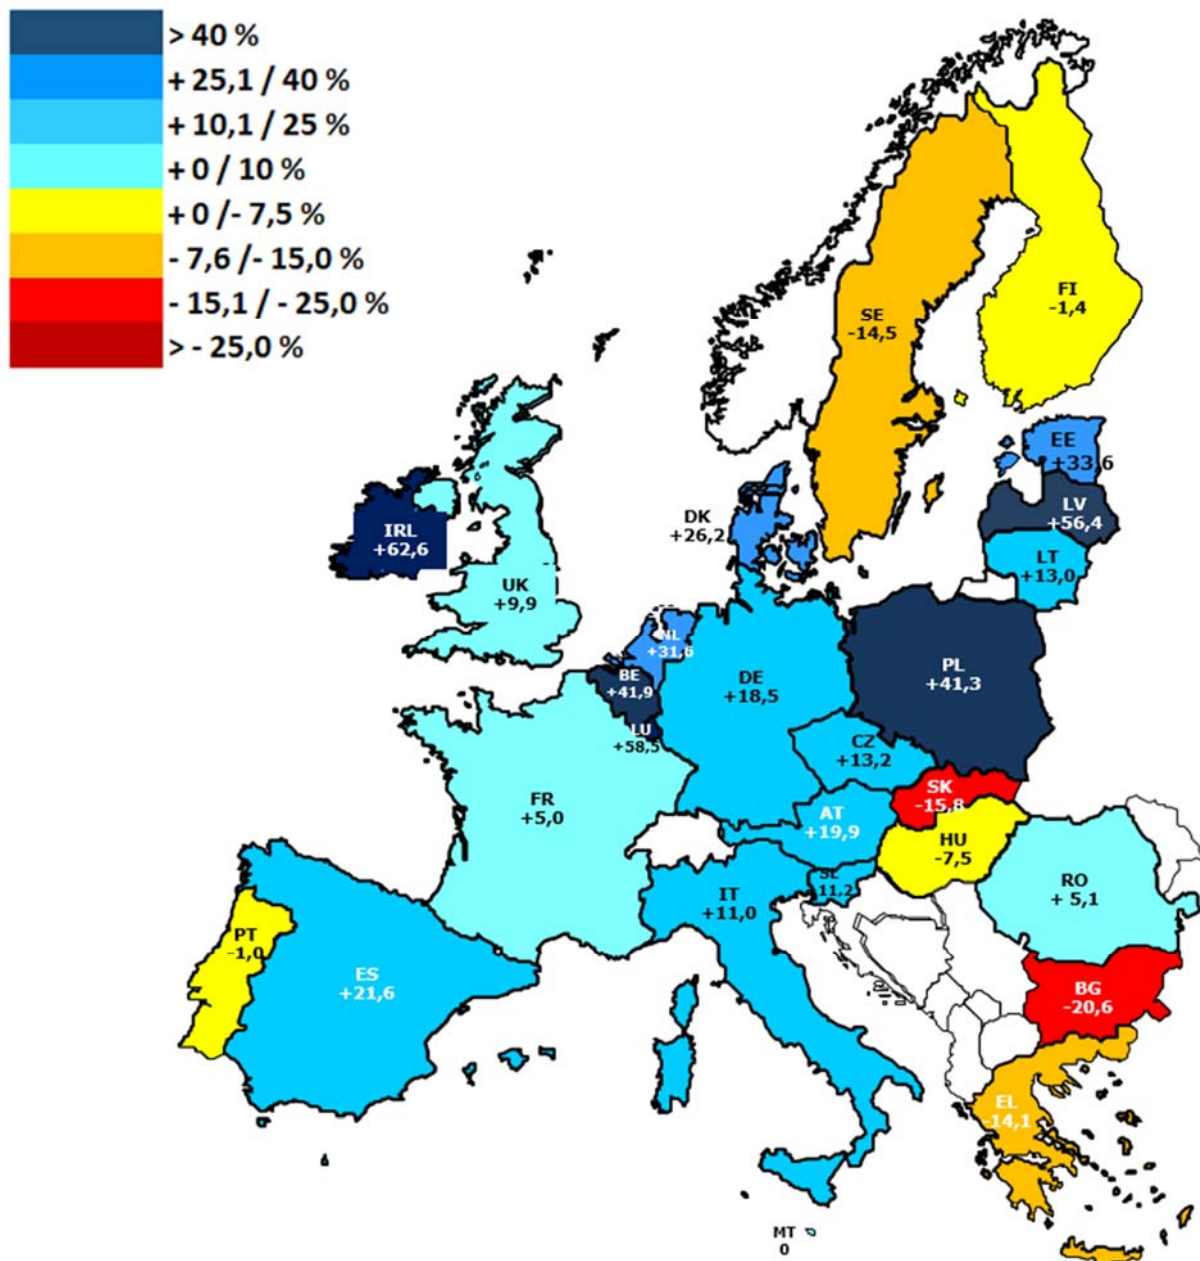 > 40 %
+ 25,1 / 40 %
+ 10,1 / 25 %
+ 0 / 10 %
+ 0 /- 7,5 %
- 7,6 /- 15,0 %
- 15,1 / - 25,0 %
> - 25,0 %
FI
-1,4
SE
-14,5
EE
+33,6
LV
+56,4
LT
+13,0
DK
+26,2
IRL
+62,6
UK
+9,9
NL
+31,6
BE
+41,9
LU
+58,5
DE
+18,5
PL
+41,3
CZ
+13,2
SK
-15,8
AT
+19,9
HU
-7,5
FR
+5,0
SL
11,2
IT
+11,0
RO
+ 5,1
PT
-1,0
ES
+21,6
BG
-20,6
EL
-14,1
MT
0